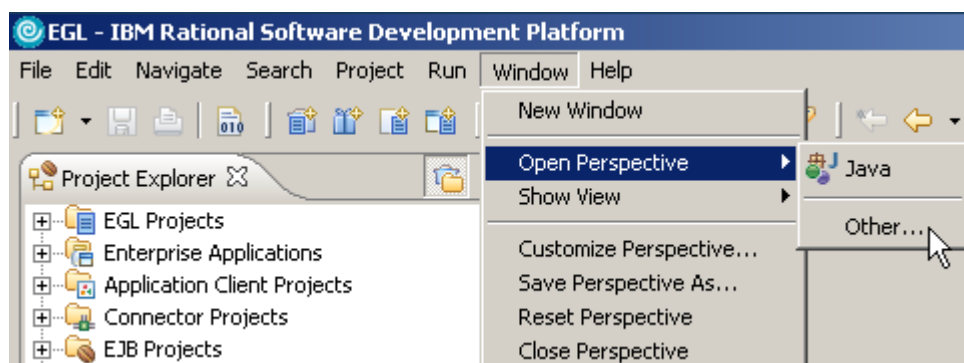 EGL - IBM Rational Software Development Platform
File Edit Navigate Search Project Run Window Help
010
New Window
Project Explorer
Open Perspective
Java
Show View
Other...
EGL Projects
Enterprise Applications
Customize Perspective...
Application Client Projects
Save Perspective As...
Connector Projects
Reset Perspective
EJB Projects
Close Perspective